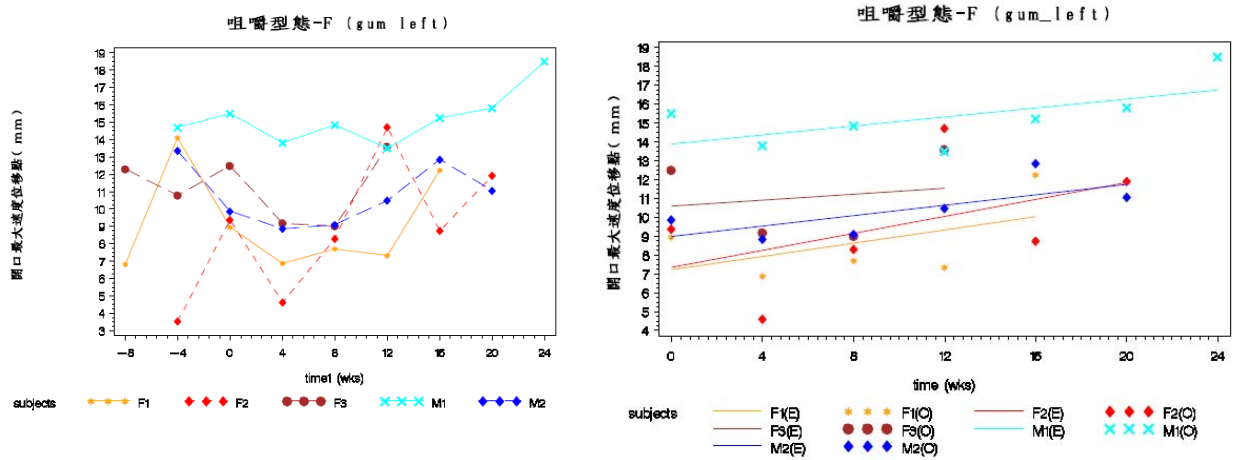 咀嚼型態-F (gum left)
開口最大速度位移點(mm)
19
18
17
16
15
14
13
12
11
10
9
8
7
6
5
4
3
-8 -4 0 4 8 12 16 20 24
time1 (wks)
subjects F1 F2 F3 M1 M2
咀嚼型態-F (gum_left)
開口最大速度位移點(mm)
19
18
17
16
15
14
13
12
11
10
9
8
7
6
5
4
0 4 8 12 16 20 24
time (wks)
subjects F1(E) F1(O) F2(E) F2(O)
F3(E) F3(O) M1(E) M1(O)
M2(E) M2(O)